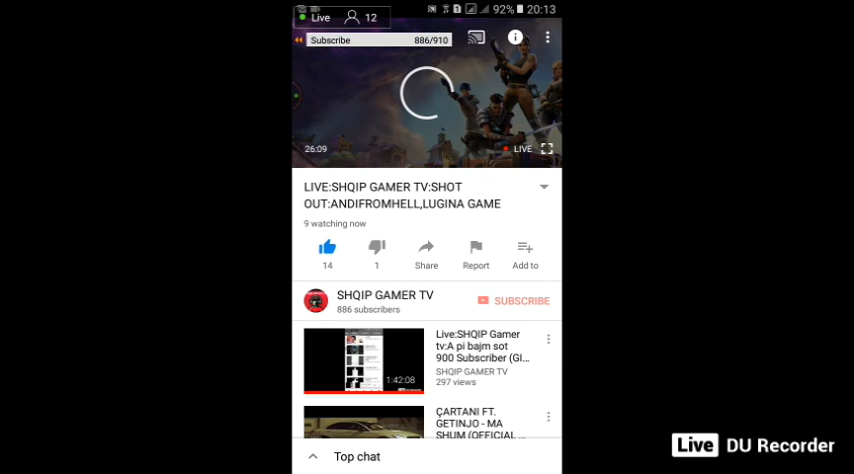 Live 12
92% 20:13
Subscribe 886/910
26:09
LIVE
LIVE:SHQIP GAMER TV:SHOT
OUT:ANDIFROMHELL,LUGINA GAME
9 watching now
14
1
Share
Report
Add to
SHQIP GAMER TV
886 subscribers
SUBSCRIBE
Live:SHQIP Gamer
tv:A pi bajm sot
900 Subscriber (GI...
SHQIP GAMER TV
297 views
1:42:08
ÇARTANI FT.
GETINJO - MA
SHUM (OFFICIAL ...
Top chat
Live DU Recorder